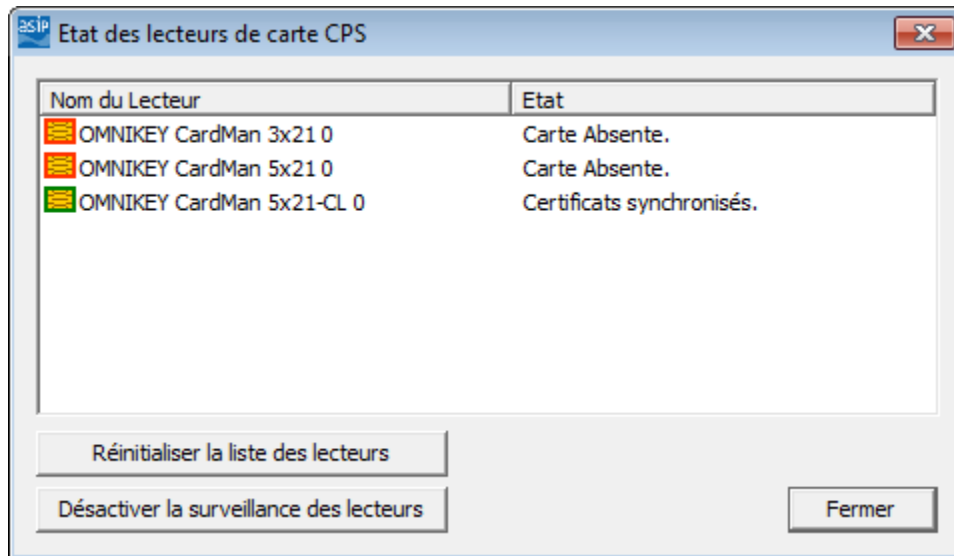 asip Etat des lecteurs de carte CPS
Nom du Lecteur Etat
OMNIKEY CardMan 3x21 0 Carte Absente.
OMNIKEY CardMan 5x21 0 Carte Absente.
OMNIKEY CardMan 5x21-CL 0 Certificats synchronisés.
Réinitialiser la liste des lecteurs
Désactiver la surveillance des lecteurs Fermer